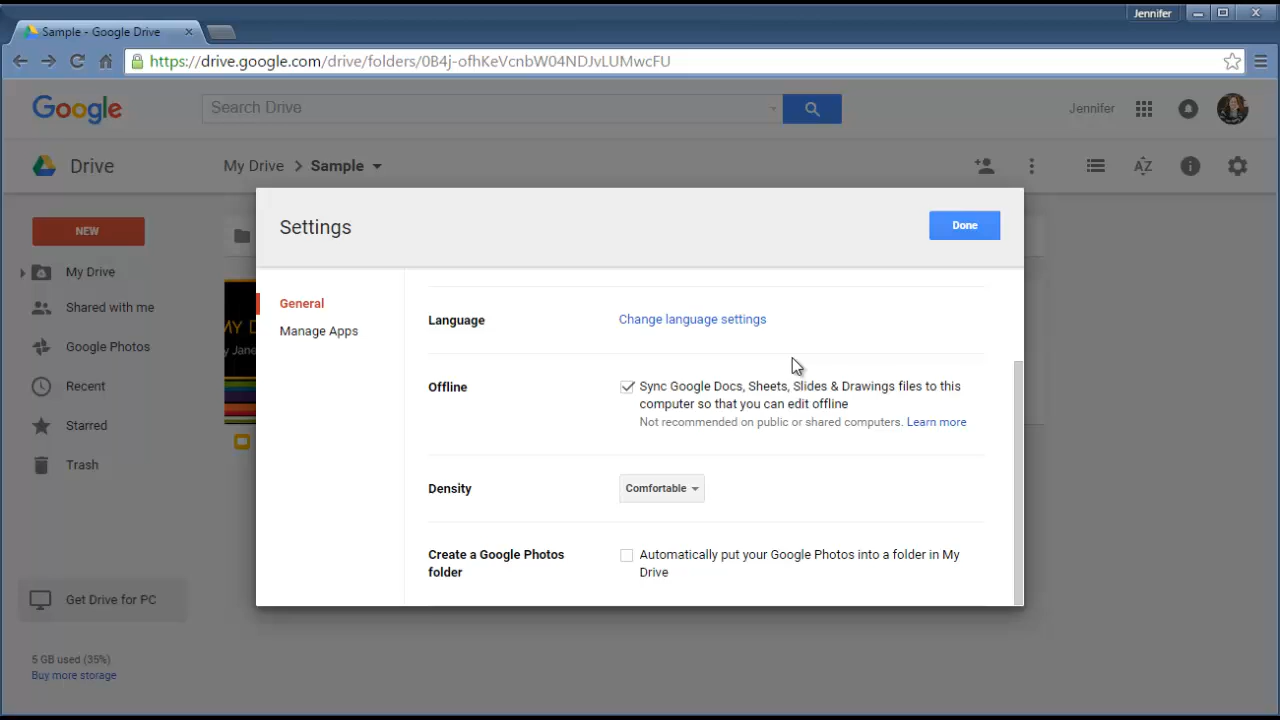 Jennifer
Sample - Google Drive
https://drive.google.com/drive/folders/0B4j-ofhKeVcnbW04NDJvLUMwcFU
Google
Search Drive
Jennifer
Drive
My Drive > Sample
Settings
Done
NEW
My Drive
Shared with me
Google Photos
Recent
Starred
Trash
Get Drive for PC
5 GB used (35%)
Buy more storage
MY D
y Jane
General
Manage Apps
Language
Change language settings
Offline
Sync Google Docs, Sheets, Slides & Drawings files to this
computer so that you can edit offline
Not recommended on public or shared computers. Learn more
Density
Comfortable
Create a Google Photos
folder
Automatically put your Google Photos into a folder in My
Drive